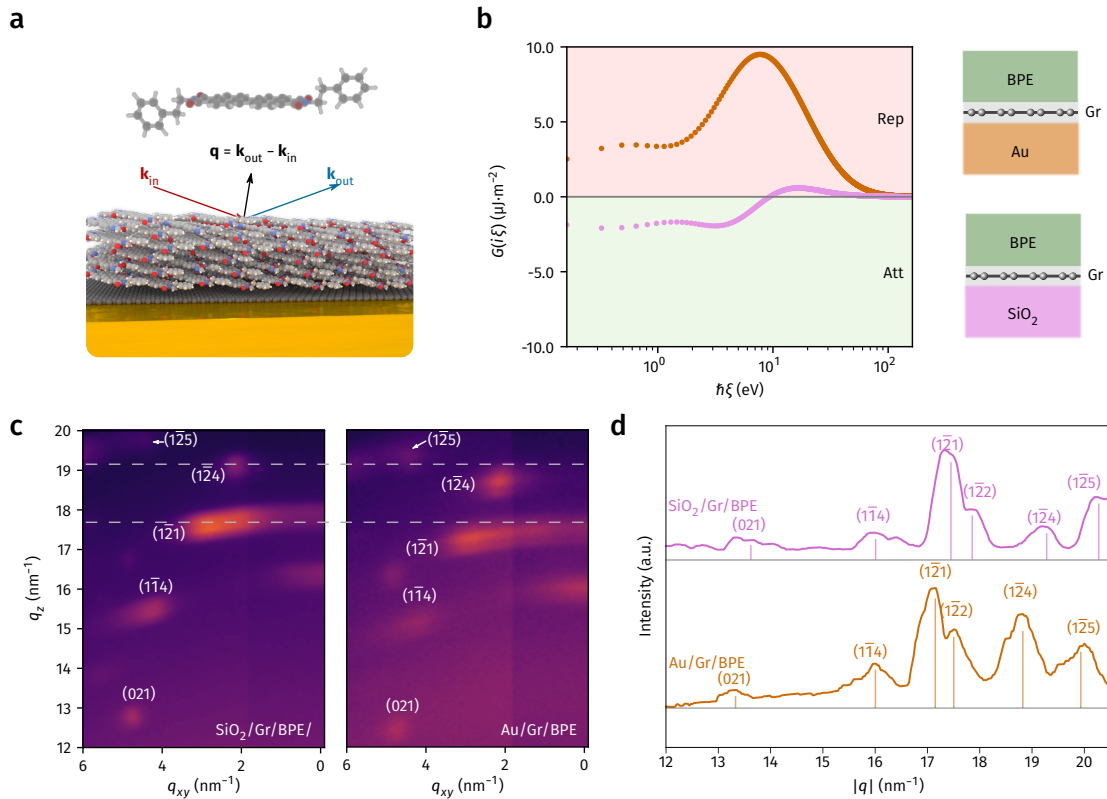 a
q = k_out – k_in
k_in
k_out
b
10.0
5.0
0.0
-5.0
-10.0
G(iξ) (μJ·m⁻²)
Rep
Att
10⁰
10¹
10²
ħξ (eV)
BPE
Gr
Au
BPE
Gr
SiO₂
c
20
19
18
17
16
15
14
13
12
q_z (nm⁻¹)
(12̅5)
(12̅4)
(12̅1)
(11̅4)
(021)
SiO₂/Gr/BPE/
6
4
2
0
q_xy (nm⁻¹)
(12̅5)
(12̅4)
(12̅1)
(11̅4)
(021)
Au/Gr/BPE
6
4
2
0
q_xy (nm⁻¹)
d
Intensity (a.u.)
SiO₂/Gr/BPE
(021)
(11̅4)
(12̅1)
(12̅2)
(12̅4)
(12̅5)
Au/Gr/BPE
(021)
(11̅4)
(12̅1)
(12̅2)
(12̅4)
(12̅5)
12
13
14
15
16
17
18
19
20
|q| (nm⁻¹)